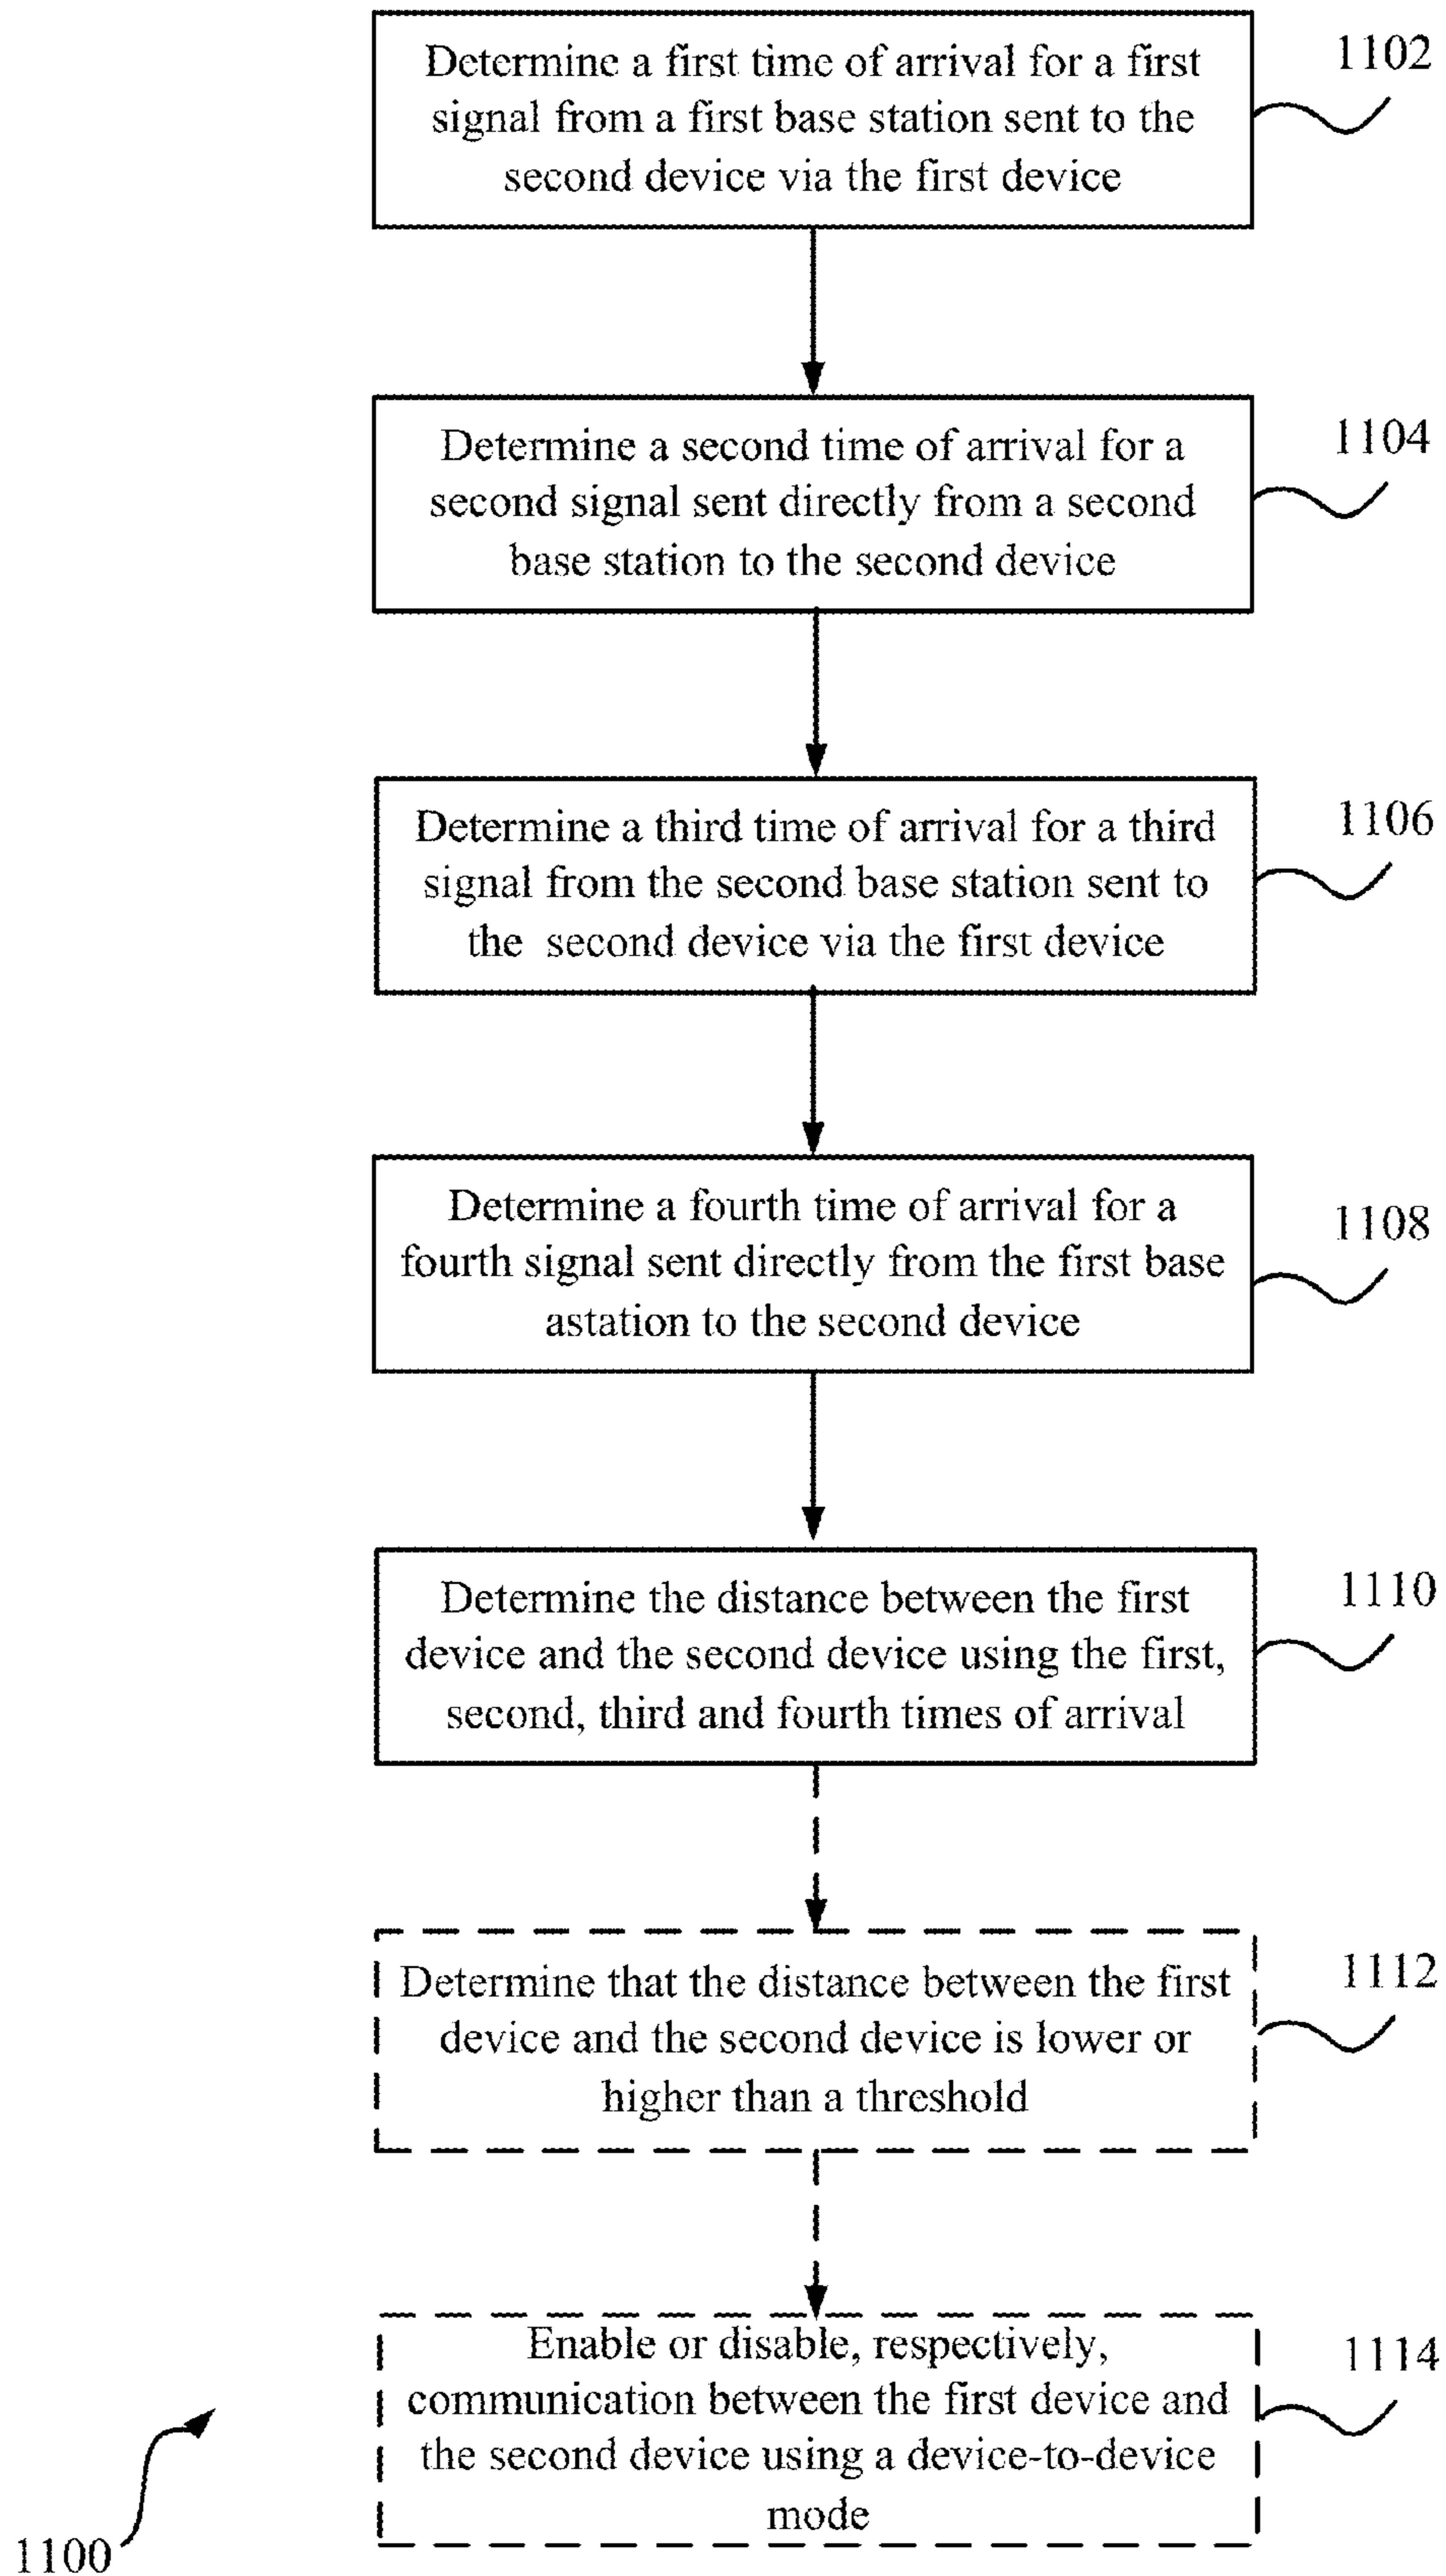 Determine a first time of arrival for a first
signal from a first base station sent to the
second device via the first device
1102
Determine a second time of arrival for a
second signal sent directly from a second
base station to the second device
1104
Determine a third time of arrival for a third
signal from the second base station sent to
the second device via the first device
1106
Determine a fourth time of arrival for a
fourth signal sent directly from the first base
astation to the second device
1108
Determine the distance between the first
device and the second device using the first,
second, third and fourth times of arrival
1110
Determine that the distance between the first
device and the second device is lower or
higher than a threshold
1112
Enable or disable, respectively,
communication between the first device and
the second device using a device-to-device
mode
1114
1100